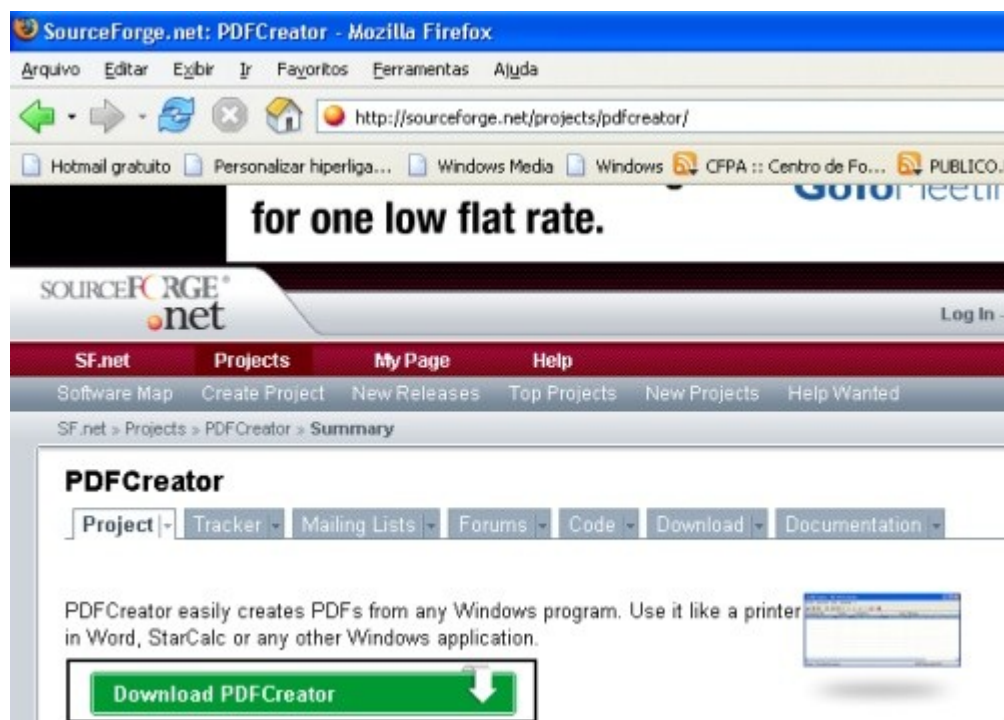 SourceForge.net: PDFCreator - Mozilla Firefox
Arquivo Editar Exibir Ir Favoritos Ferramentas Ajuda
http://sourceforge.net/projects/pdfcreator/
Hotmail gratuito Personalizar hiperliga... Windows Media Windows CFPA :: Centro de Fo... PUBLICO.
for one low flat rate.
SOURCEFORGE®
.net
Log In -
SF.net Projects My Page Help
Software Map Create Project New Releases Top Projects New Projects Help Wanted
SF.net » Projects » PDFCreator » Summary
PDFCreator
Project Tracker Mailing Lists Forums Code Download Documentation
PDFCreator easily creates PDFs from any Windows program. Use it like a printer
in Word, StarCalc or any other Windows application.
Download PDFCreator